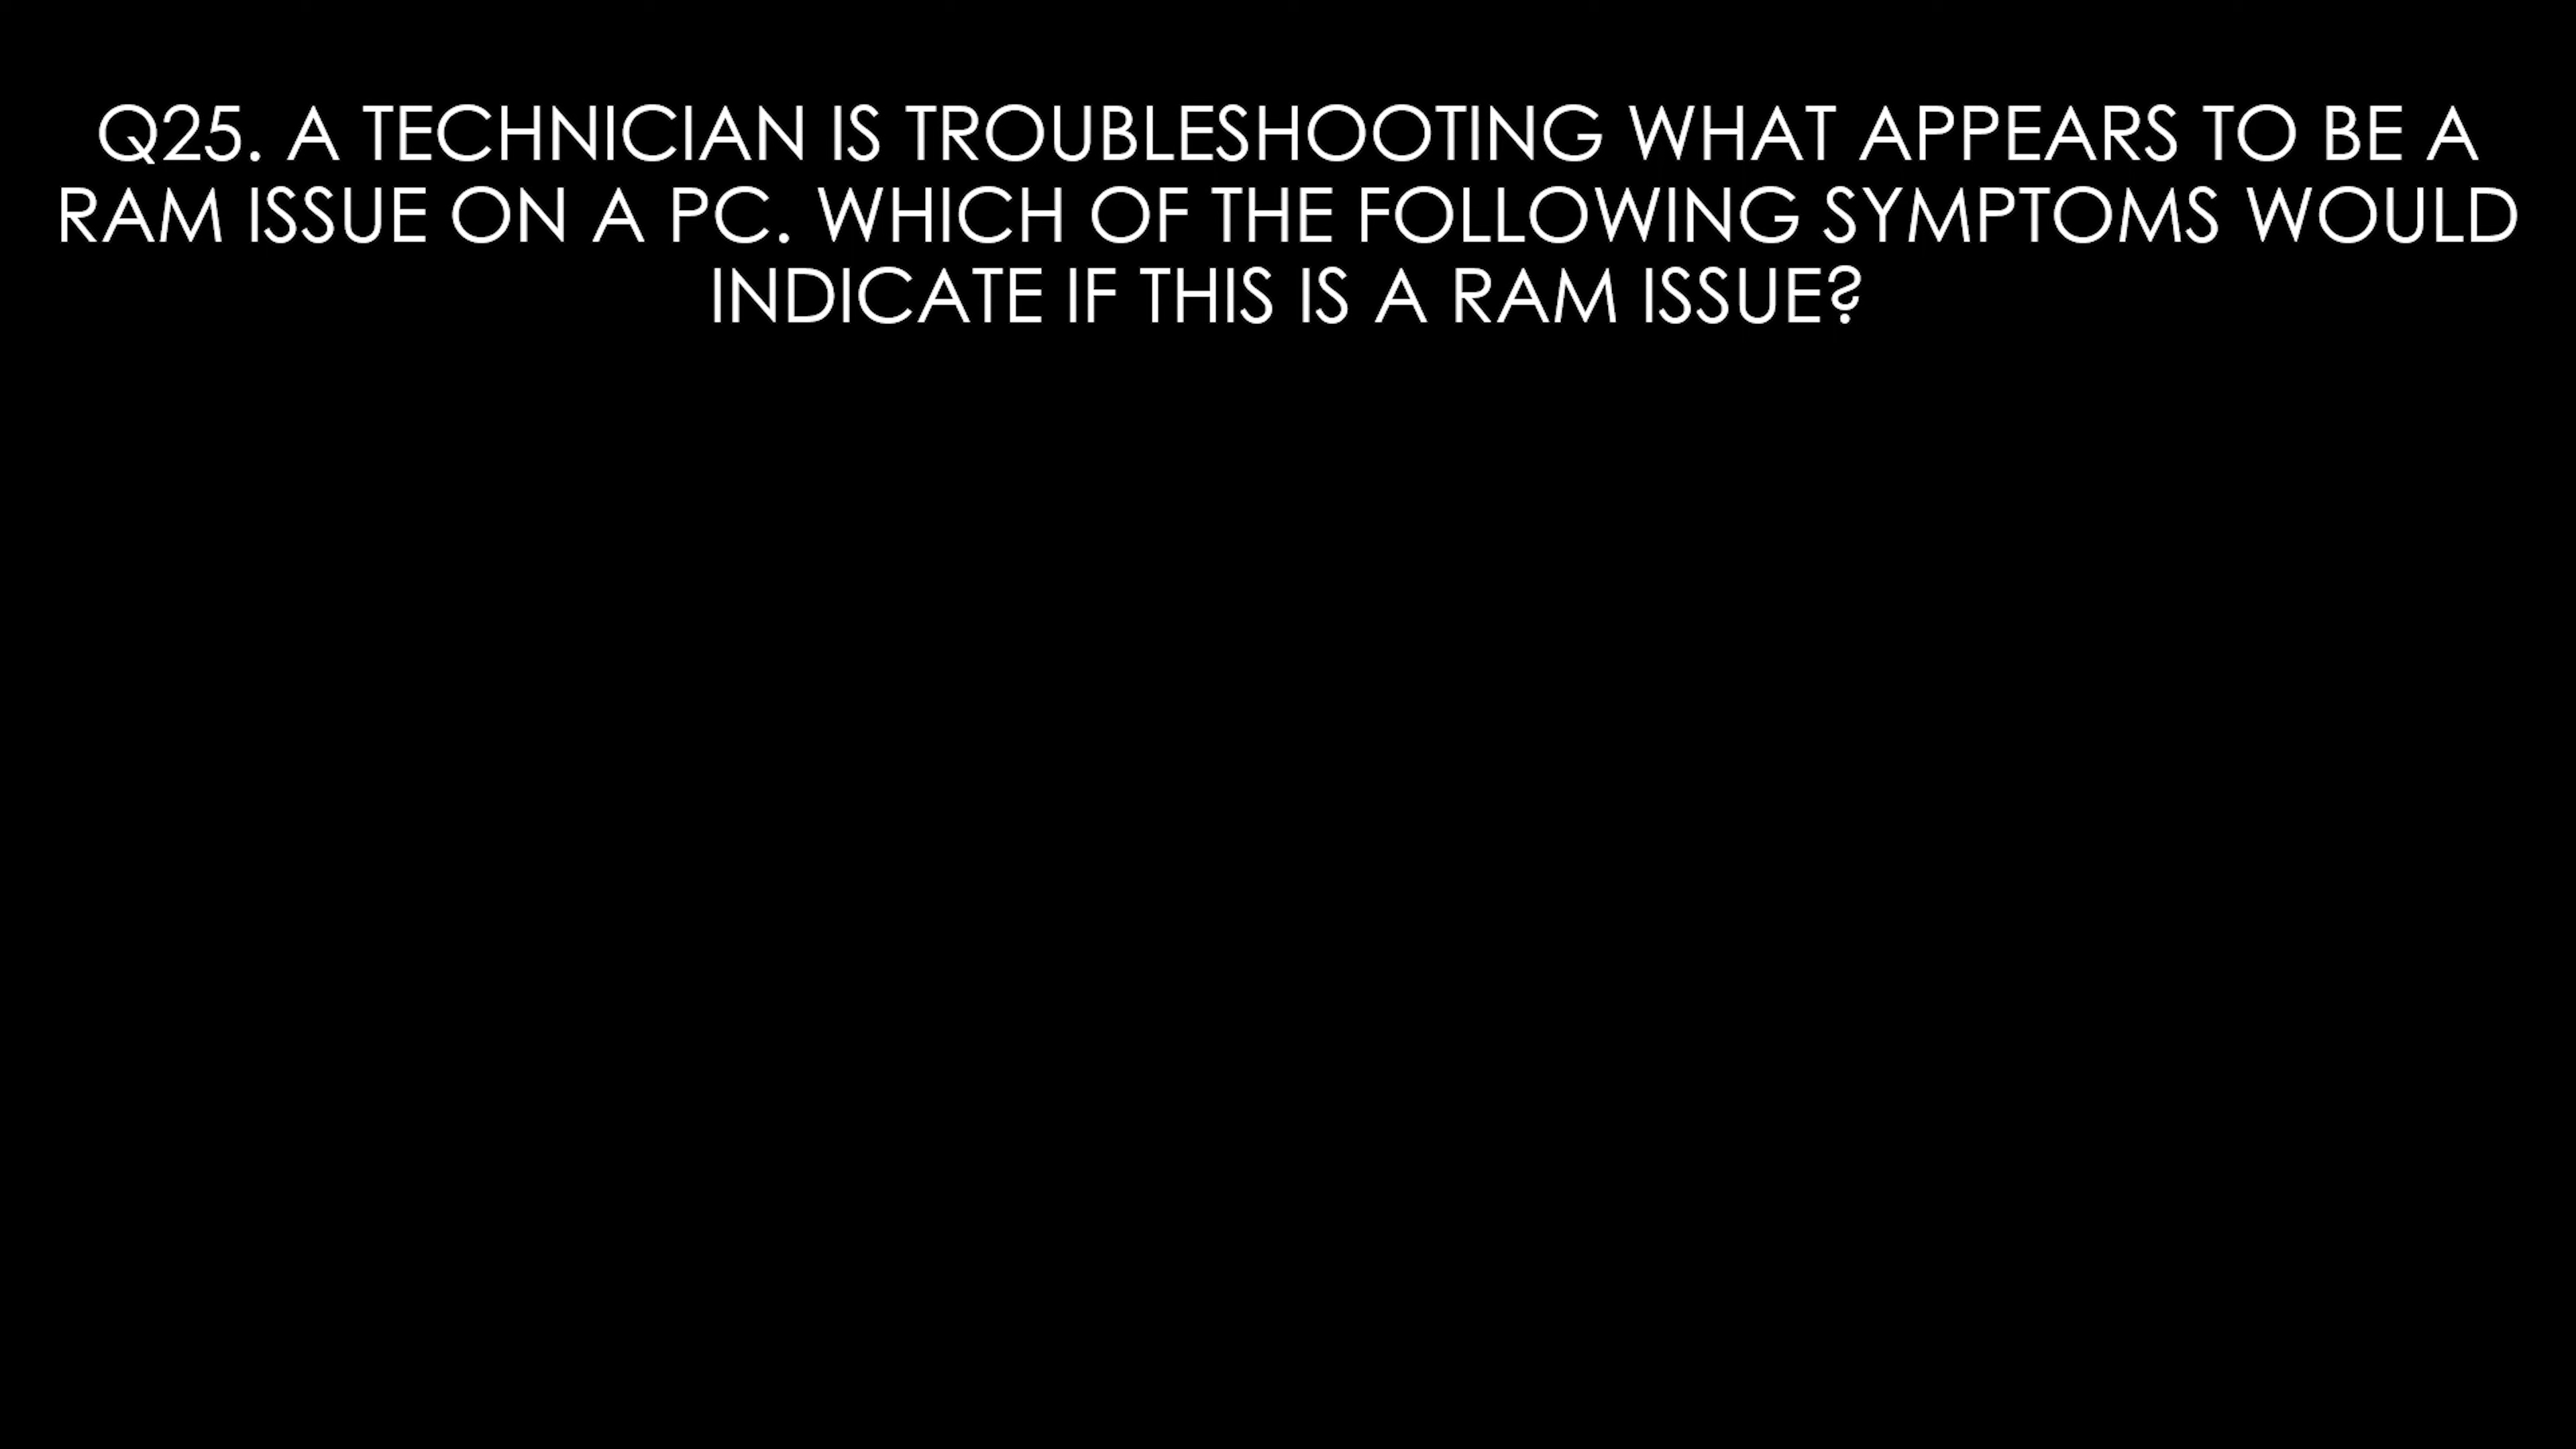 Q25. A TECHNICIAN IS TROUBLESHOOTING WHAT APPEARS TO BE A
RAM ISSUE ON A PC. WHICH OF THE FOLLOWING SYMPTOMS WOULD
INDICATE IF THIS IS A RAM ISSUE?